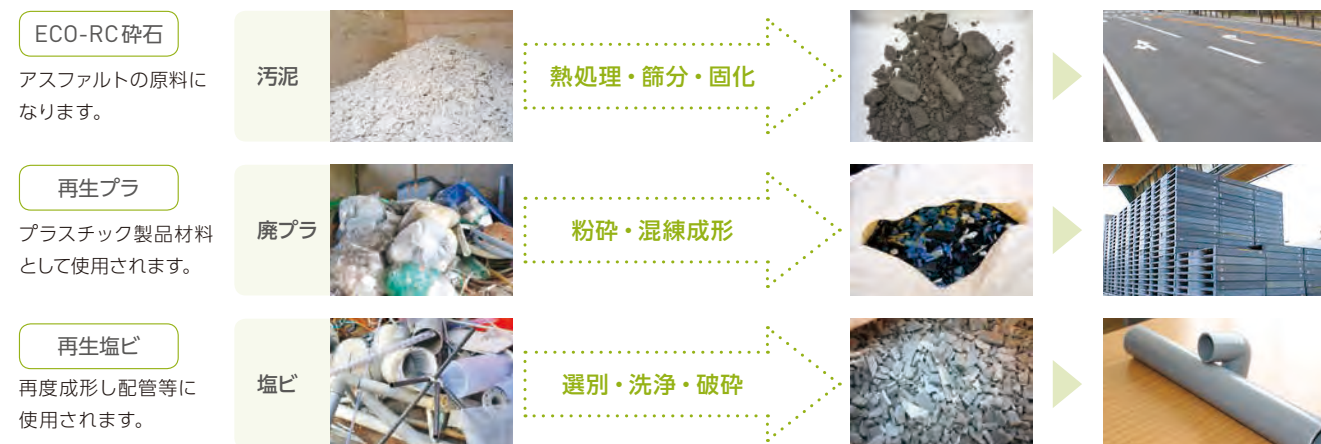 ECO-RC砕石
アスファルトの原料に
なります。
汚泥
熱処理・篩分・固化
再生プラ
プラスチック製品材料
として使用されます。
廃プラ
粉砕・混練成形
再生塩ビ
再度成形し配管等に
使用されます。
塩ビ
選別・洗浄・破砕